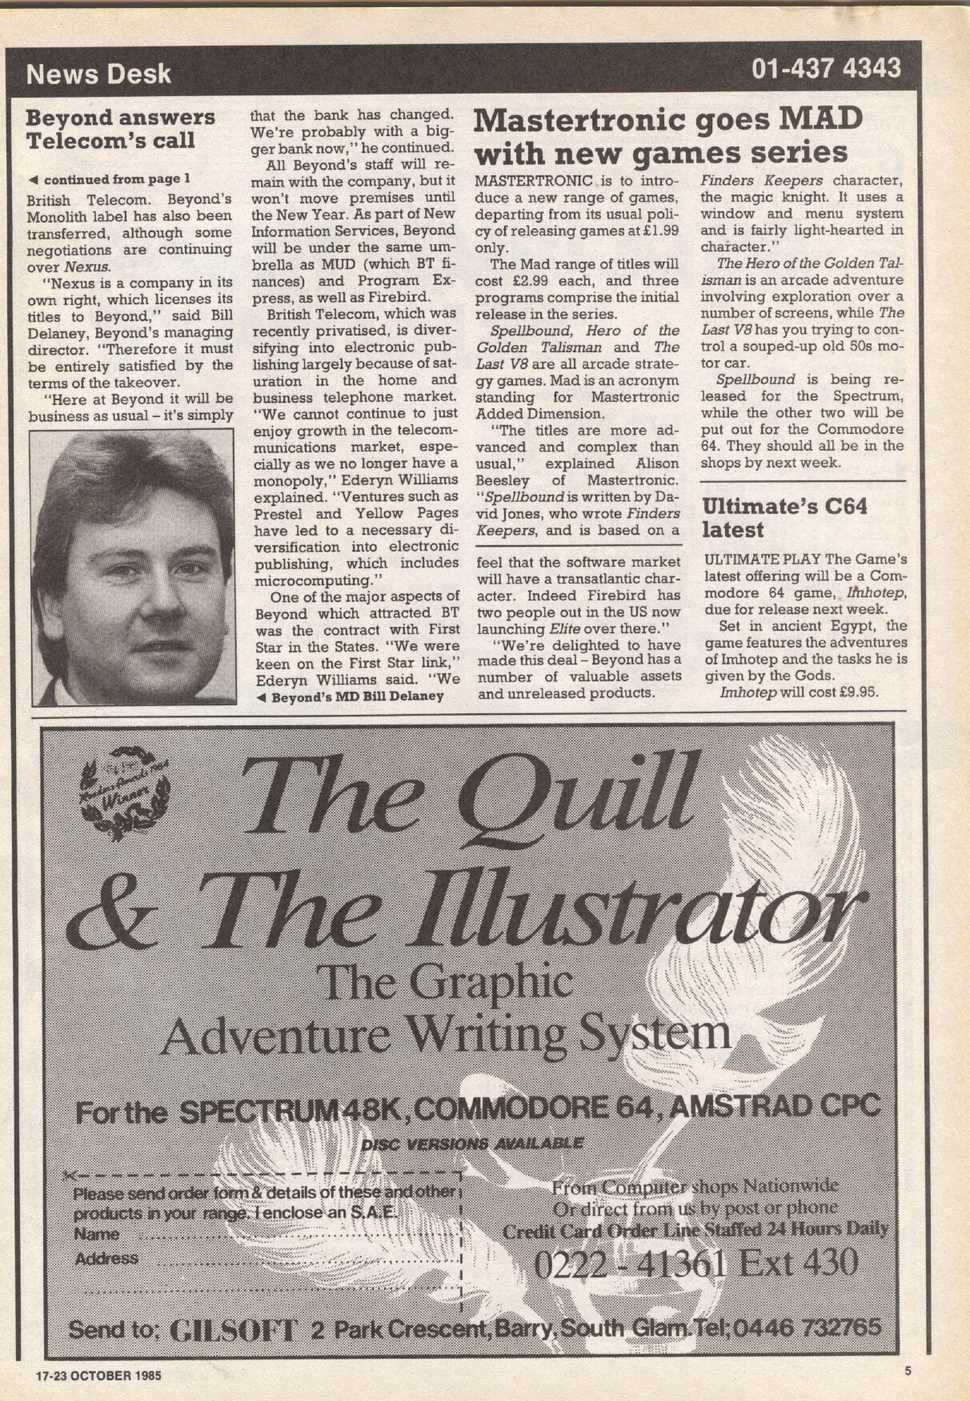 News Desk
01-437 4343
Beyond answers
Telecom's call
◄ continued from page 1
British Telecom. Beyond's
Monolith label has also been
transferred, although some
negotiations are continuing
over Nexus.
"Nexus is a company in its
own right, which licenses its
titles to Beyond," said Bill
Delaney, Beyond's managing
director. "Therefore it must
be entirely satisfied by the
terms of the takeover.
"Here at Beyond it will be
business as usual – it's simply
that the bank has changed.
We're probably with a big-
ger bank now," he continued.
All Beyond's staff will re-
main with the company, but it
won't move premises until
the New Year. As part of New
Information Services, Beyond
will be under the same um-
brella as MUD (which BT fi-
nances) and Program Ex-
press, as well as Firebird.
British Telecom, which was
recently privatised, is diver-
sifying into electronic pub-
lishing largely because of sat-
uration in the home and
business telephone market.
"We cannot continue to just
enjoy growth in the telecom-
munications market, espe-
cially as we no longer have a
monopoly," Ederyn Williams
explained. "Ventures such as
Prestel and Yellow Pages
have led to a necessary di-
versification into electronic
publishing, which includes
microcomputing."
One of the major aspects of
Beyond which attracted BT
was the contract with First
Star in the States. "We were
keen on the First Star link,"
Ederyn Williams said. "We
◄ Beyond's MD Bill Delaney
feel that the software market
will have a transatlantic char-
acter. Indeed Firebird has
two people out in the US now
launching Elite over there."
"We're delighted to have
made this deal – Beyond has a
number of valuable assets
and unreleased products.
Mastertronic goes MAD
with new games series
MASTERTRONIC is to intro-
duce a new range of games,
departing from its usual poli-
cy of releasing games at £1.99
only.
The Mad range of titles will
cost £2.99 each, and three
programs comprise the initial
release in the series.
Spellbound, Hero of the
Golden Talisman and The
Last V8 are all arcade strate-
gy games. Mad is an acronym
standing for Mastertronic
Added Dimension.
"The titles are more ad-
vanced and complex than
usual," explained Alison
Beesley of Mastertronic.
"Spellbound is written by Da-
vid Jones, who wrote Finders
Keepers, and is based on a
Finders Keepers character,
the magic knight. It uses a
window and menu system
and is fairly light-hearted in
character."
The Hero of the Golden Tal-
isman is an arcade adventure
involving exploration over a
number of screens, while The
Last V8 has you trying to con-
trol a souped-up old 50s mo-
tor car.
Spellbound is being re-
leased for the Spectrum,
while the other two will be
put out for the Commodore
64. They should all be in the
shops by next week.
Ultimate's C64
latest
ULTIMATE PLAY The Game's
latest offering will be a Com-
modore 64 game, Imhotep,
due for release next week.
Set in ancient Egypt, the
game features the adventures
of Imhotep and the tasks he is
given by the Gods.
Imhotep will cost £9.95.
Awards 1984
Winner
The Quill
& The Illustrator
The Graphic
Adventure Writing System
For the SPECTRUM 48K, COMMODORE 64, AMSTRAD CPC
DISC VERSIONS AVAILABLE
Please send order form & details of these and other
products in your range. I enclose an S.A.E.
Name
Address
From Computer shops Nationwide
Or direct from us by post or phone
Credit Card Order Line Staffed 24 Hours Daily
0222 - 41361 Ext 430
Send to; GILSOFT 2 Park Crescent, Barry, South Glam. Tel; 0446 732765
17-23 OCTOBER 1985
5